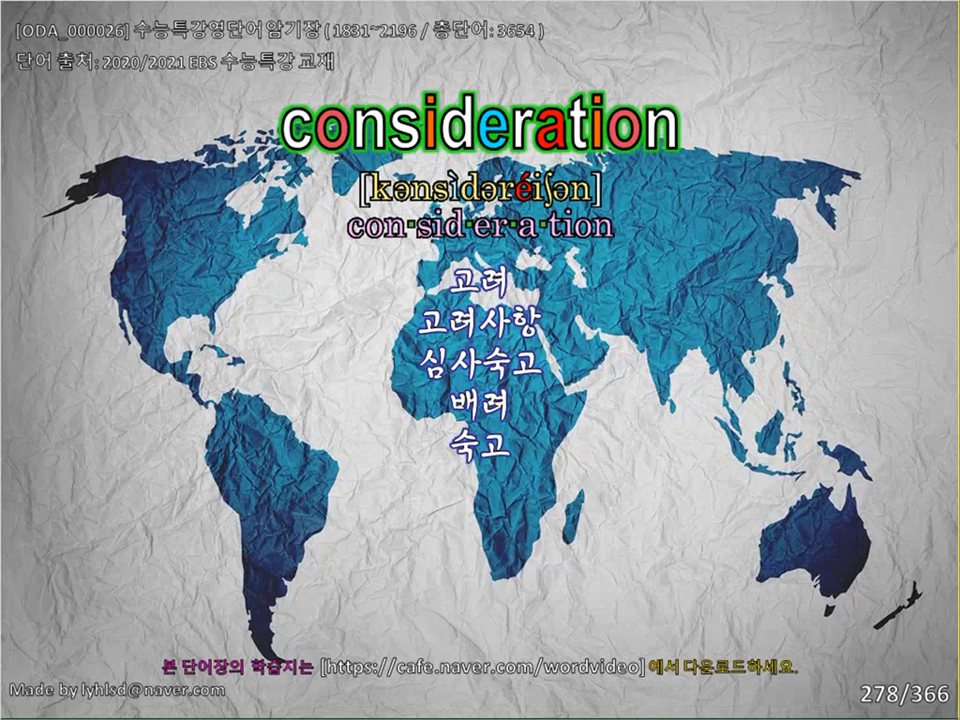 [ODA_000026] 수능특강영단어 암기장 ( 1831~2196 / 총단어: 3654 )
단어 출처: 2020/2021 EBS 수능특강 교재
consideration
[kənsìdəréiʃən]
con·sid·er·a·tion
고려
고려사항
심사숙고
배려
숙고
본 단어장의 학습지는 [https://cafe.naver.com/wordvideo] 에서 다운로드하세요.
Made by lyhlsd@naver.com
278/366